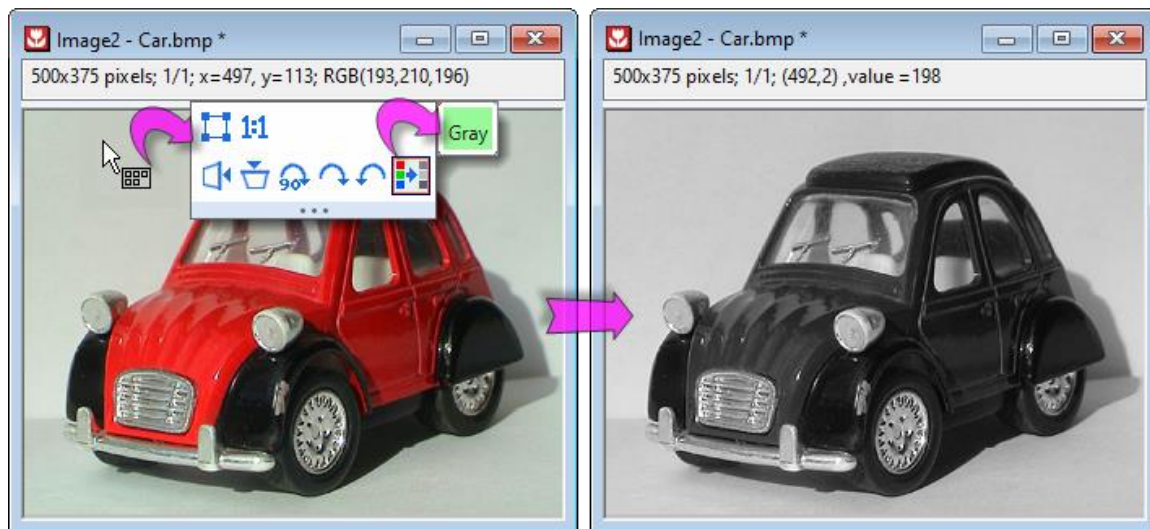 Image2 - Car.bmp *
500x375 pixels; 1/1; x=497, y=113; RGB(193,210,196)
1:1
Gray
90
Image2 - Car.bmp *
500x375 pixels; 1/1; (492,2) ,value =198